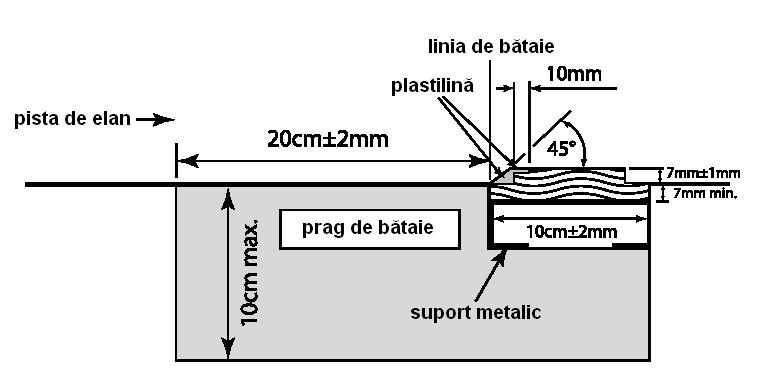 linia de bătaie
10mm
plastilină
pista de elan
20cm±2mm
45°
7mm±1mm
7mm min.
prag de bătaie
10cm±2mm
10cm max.
suport metalic